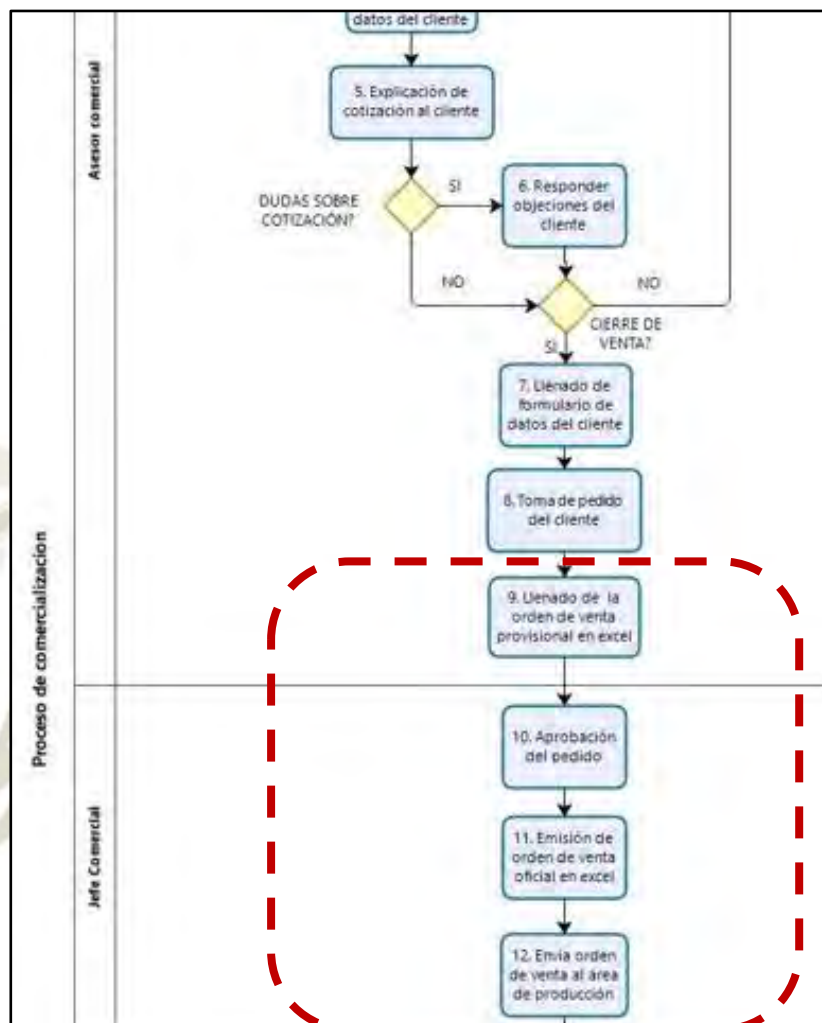 datos del cliente
5. Explicación de
cotización al cliente
DUDAS SOBRE
COTIZACIÓN?
SI
6. Responder
objeciones del
cliente
NO
NO
CIERRE DE
VENTA?
SI
7. Llenado de
formulario de
datos del cliente
8. Toma de pedido
del cliente
9. Llenado de la
orden de venta
provisional en excel
10. Aprobación
del pedido
11. Emisión de
orden de venta
oficial en excel
12. Envia orden
de venta al área
de producción
Asesor comercial
Proceso de comercializacion
Jefe Comercial